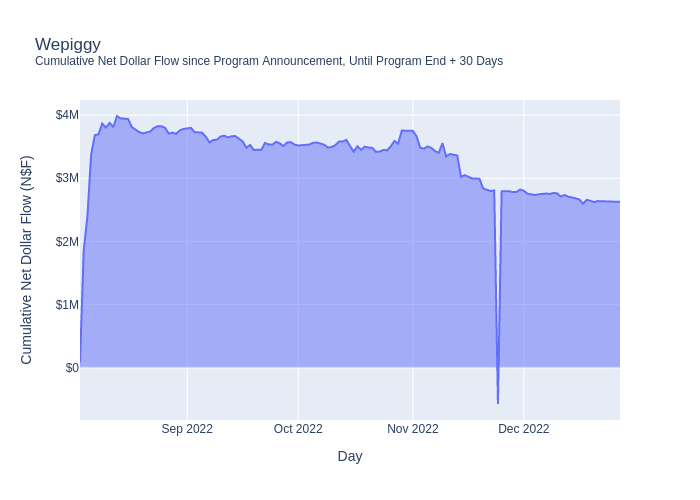 Wepiggy
Cumulative Net Dollar Flow since Program Announcement, Until Program End + 30 Days
Cumulative Net Dollar Flow (N$F)
$4M
$3M
$2M
$1M
$0
Sep 2022
Oct 2022
Nov 2022
Dec 2022
Day